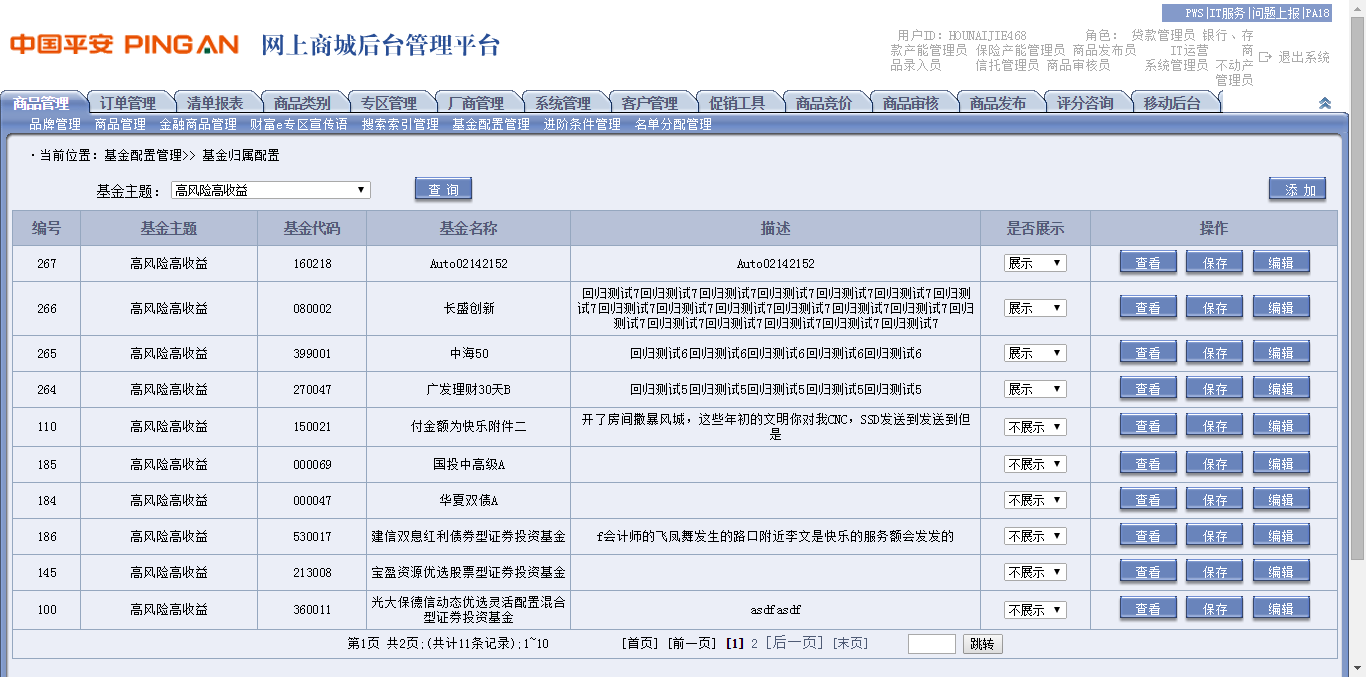 PWS|IT服务|问题上报|PA18
中国平安 PING AN 网上商城后台管理平台
用户ID: HOUNAIJIE468 角色: 贷款管理员 银行、存
款产能管理员 保险产能管理员 商品发布员 IT运营 商
品录入员 信托管理员 商品审核员 系统管理员 不动产
管理员
退出系统
商品管理 订单管理 清单报表 商品类别 专区管理 厂商管理 系统管理 客户管理 促销工具 商品竞价 商品审核 商品发布 评分咨询 移动后台
品牌管理 商品管理 金融商品管理 财富e专区宣传语 搜索索引管理 基金配置管理 进阶条件管理 名单分配管理
·当前位置: 基金配置管理>> 基金归属配置
基金主题: 高风险高收益 查 询 添 加
编号 基金主题 基金代码 基金名称 描述 是否展示 操作
267 高风险高收益 160218 Auto02142152 Auto02142152 展示 查看 保存 编辑
266 高风险高收益 080002 长盛创新 回归测试7回归测试7回归测试7回归测试7回归测试7回归测试7回归测
试7回归测试7回归测试7回归测试7回归测试7回归测试7回归测试7回归
测试7回归测试7回归测试7回归测试7回归测试7回归测试7 展示 查看 保存 编辑
265 高风险高收益 399001 中海50 回归测试6回归测试6回归测试6回归测试6回归测试6 展示 查看 保存 编辑
264 高风险高收益 270047 广发理财30天B 回归测试5回归测试5回归测试5回归测试5回归测试5 展示 查看 保存 编辑
110 高风险高收益 150021 付金额为快乐附件二 开了房间撒暴风城，这些年初的文明你对我CNC，SSD发送到发送到但
是 不展示 查看 保存 编辑
185 高风险高收益 000069 国投中高级A 不展示 查看 保存 编辑
184 高风险高收益 000047 华夏双债A 不展示 查看 保存 编辑
186 高风险高收益 530017 建信双息红利债券型证券投资基金 f会计师的飞凤舞发生的路口附近李文是快乐的服务额会发发的 不展示 查看 保存 编辑
145 高风险高收益 213008 宝盈资源优选股票型证券投资基金 不展示 查看 保存 编辑
100 高风险高收益 360011 光大保德信动态优选灵活配置混合
型证券投资基金 asdfasdf 不展示 查看 保存 编辑
第1页 共2页;(共计11条记录);1~10 [首页] [前一页] [1] 2 [后一页] [末页] 跳转